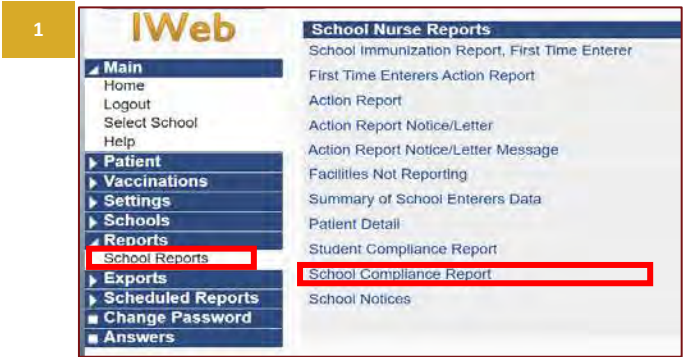 1
IWeb
Main
Home
Logout
Select School
Help
Patient
Vaccinations
Settings
Schools
Reports
School Reports
Exports
Scheduled Reports
Change Password
Answers
School Nurse Reports
School Immunization Report, First Time Enterer
First Time Enterers Action Report
Action Report
Action Report Notice/Letter
Action Report Notice/Letter Message
Facilities Not Reporting
Summary of School Enterers Data
Patient Detail
Student Compliance Report
School Compliance Report
School Notices